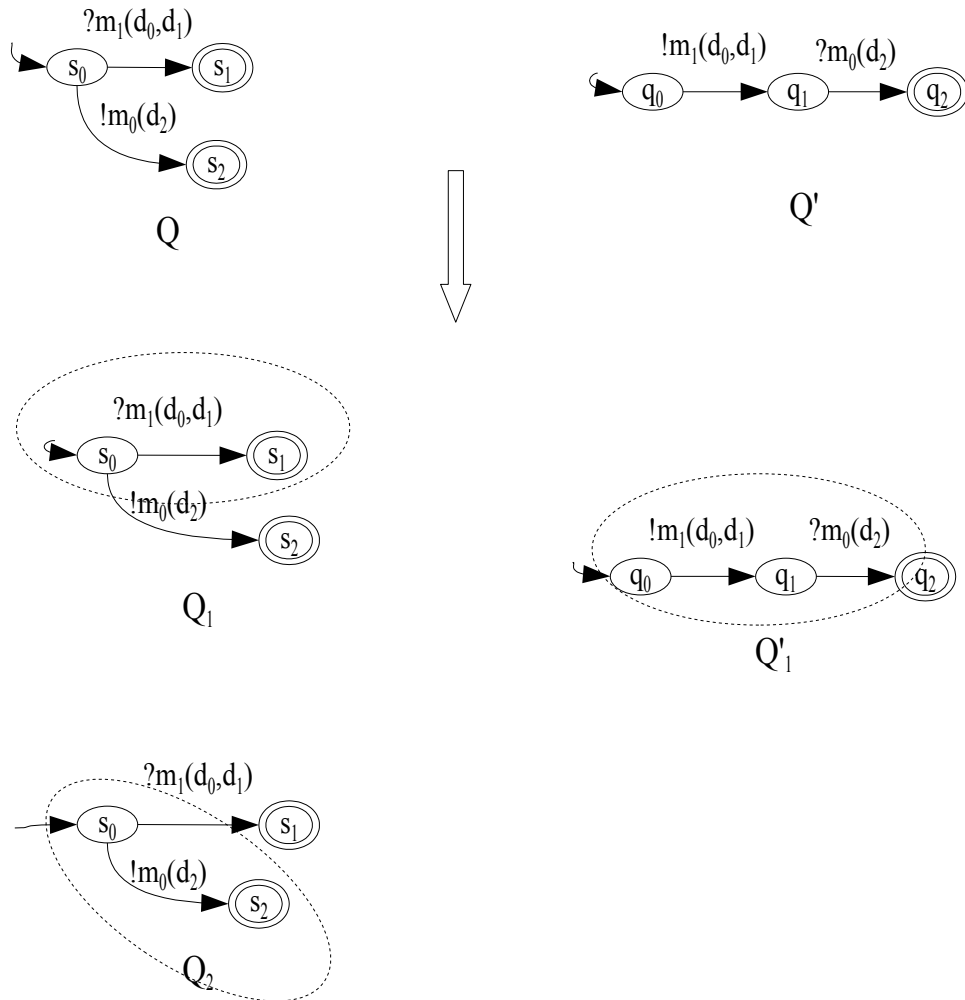 ?m₁(d₀,d₁)
s₀ s₁
!m₀(d₂)
s₂
Q
!m₁(d₀,d₁) ?m₀(d₂)
q₀ q₁ q₂
Q'
?m₁(d₀,d₁)
s₀ s₁
!m₀(d₂)
s₂
Q₁
!m₁(d₀,d₁) ?m₀(d₂)
q₀ q₁ q₂
Q'₁
?m₁(d₀,d₁)
s₀ s₁
!m₀(d₂)
s₂
Q₂